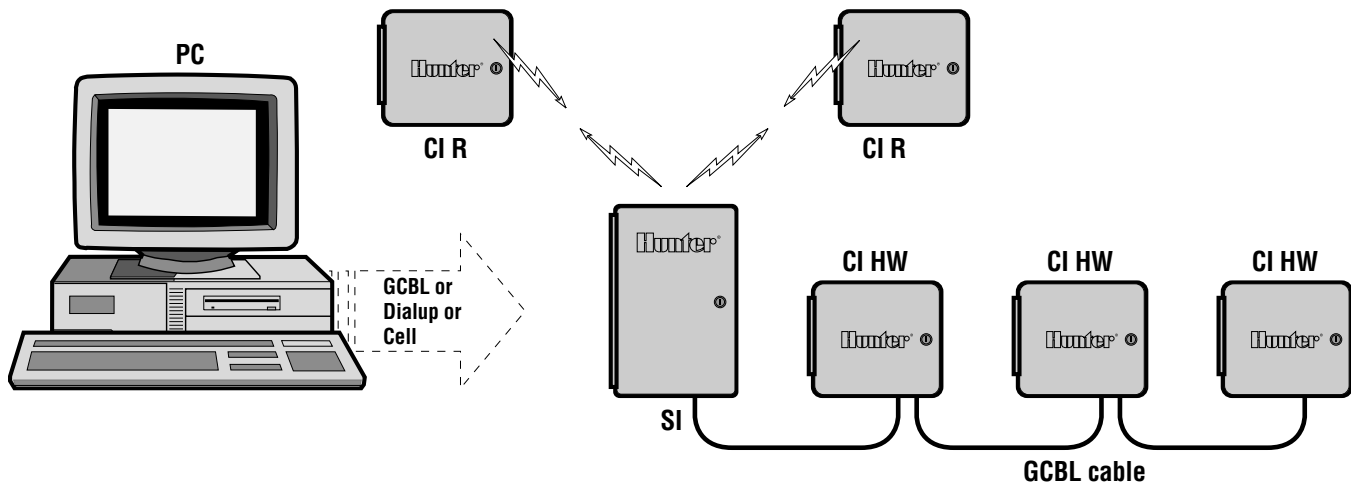 PC
Hunter®
CI R
Hunter®
CI R
GCBL or
Dialup or
Cell
Hunter®
SI
CI HW
Hunter®
CI HW
Hunter®
CI HW
Hunter®
GCBL cable